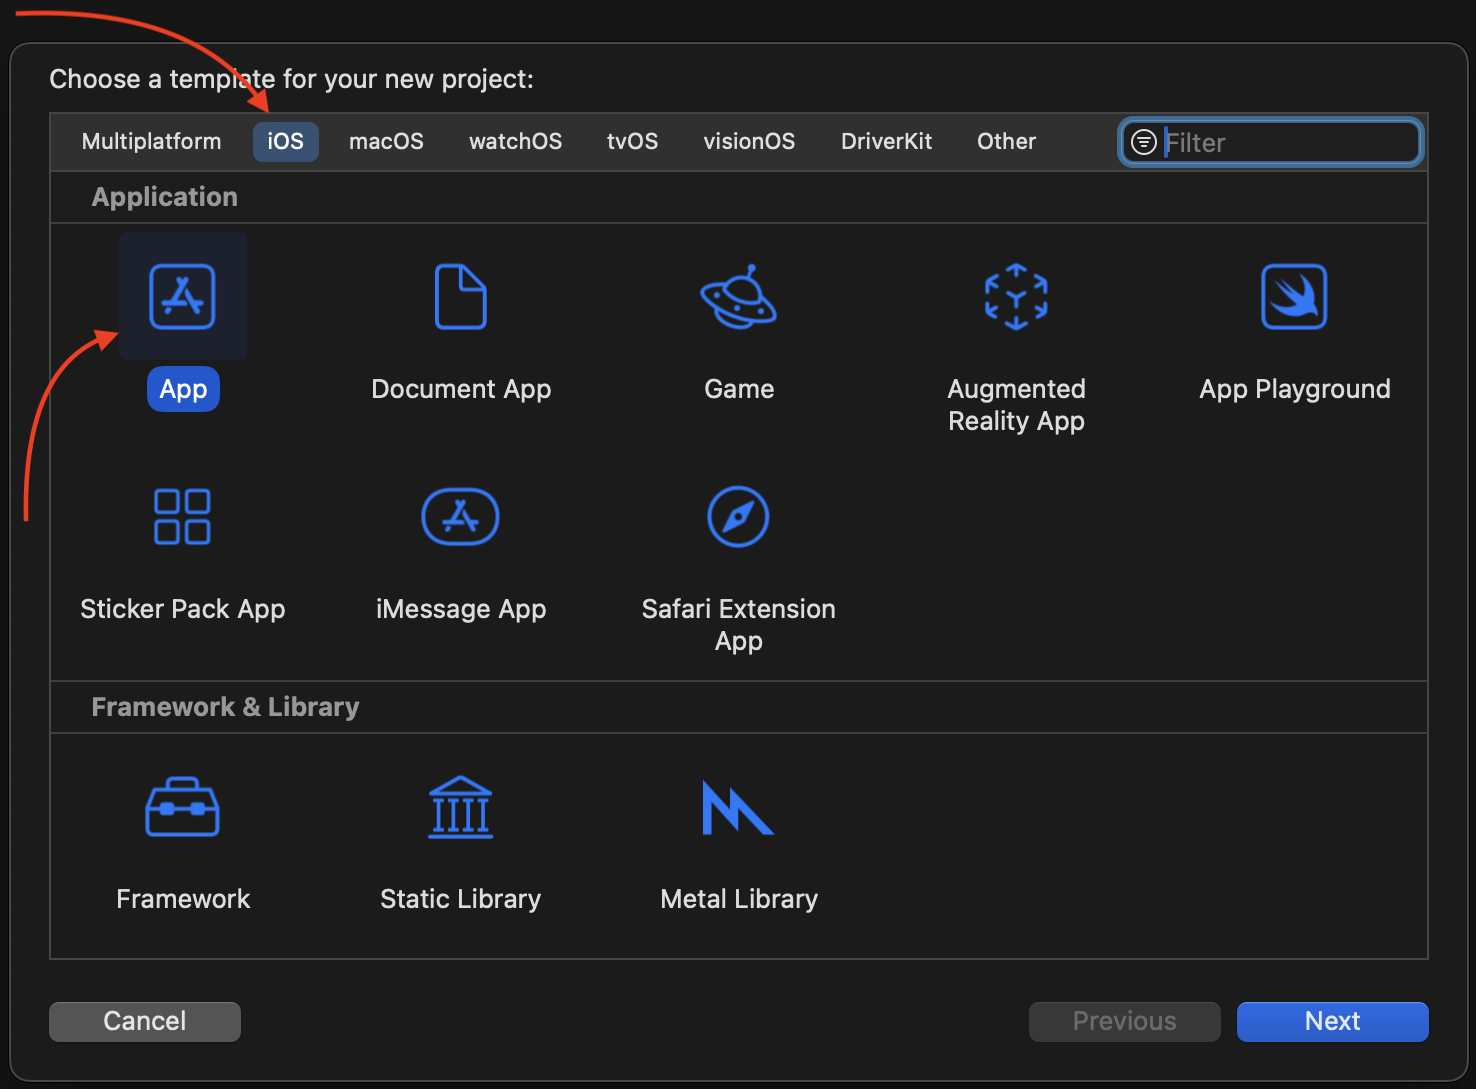 Choose a template for your new project:
Multiplatform iOS macOS watchOS tvOS visionOS DriverKit Other Filter
Application
App Document App Game Augmented App Playground
Reality App
Sticker Pack App iMessage App Safari Extension
App
Framework & Library
Framework Static Library Metal Library
Cancel Previous Next